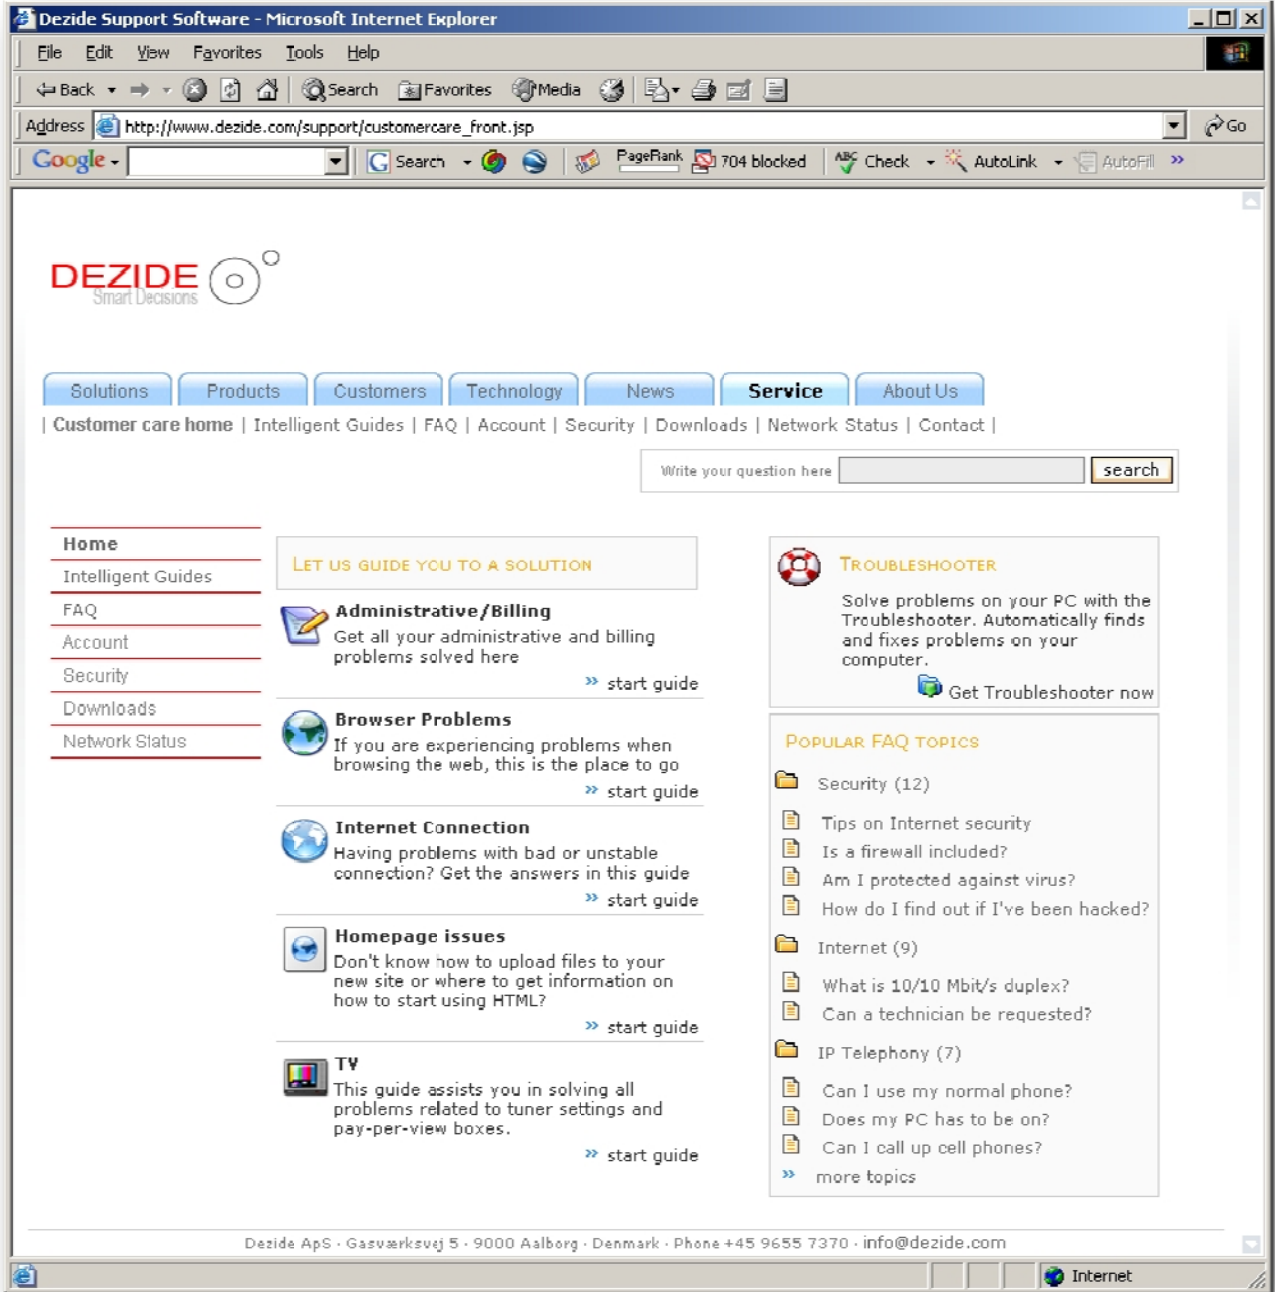 Dezide Support Software - Microsoft Internet Explorer
File Edit View Favorites Tools Help
Back Search Favorites Media
Address http://www.dezide.com/support/customercare_front.jsp Go
Google Search PageRank 704 blocked ABC Check AutoLink AutoFill »
DEZIDE
Smart Decisions
Solutions Products Customers Technology News Service About Us
| Customer care home | Intelligent Guides | FAQ | Account | Security | Downloads | Network Status | Contact |
Write your question here search
Home
Intelligent Guides
FAQ
Account
Security
Downloads
Network Status
LET US GUIDE YOU TO A SOLUTION
Administrative/Billing
Get all your administrative and billing
problems solved here
» start guide
Browser Problems
If you are experiencing problems when
browsing the web, this is the place to go
» start guide
Internet Connection
Having problems with bad or unstable
connection? Get the answers in this guide
» start guide
Homepage issues
Don't know how to upload files to your
new site or where to get information on
how to start using HTML?
» start guide
TV
This guide assists you in solving all
problems related to tuner settings and
pay-per-view boxes.
» start guide
TROUBLESHOOTER
Solve problems on your PC with the
Troubleshooter. Automatically finds
and fixes problems on your
computer.
Get Troubleshooter now
POPULAR FAQ TOPICS
Security (12)
Tips on Internet security
Is a firewall included?
Am I protected against virus?
How do I find out if I've been hacked?
Internet (9)
What is 10/10 Mbit/s duplex?
Can a technician be requested?
IP Telephony (7)
Can I use my normal phone?
Does my PC has to be on?
Can I call up cell phones?
» more topics
Dezide ApS · Gasværksvej 5 · 9000 Aalborg · Denmark · Phone +45 9655 7370 · info@dezide.com
Internet